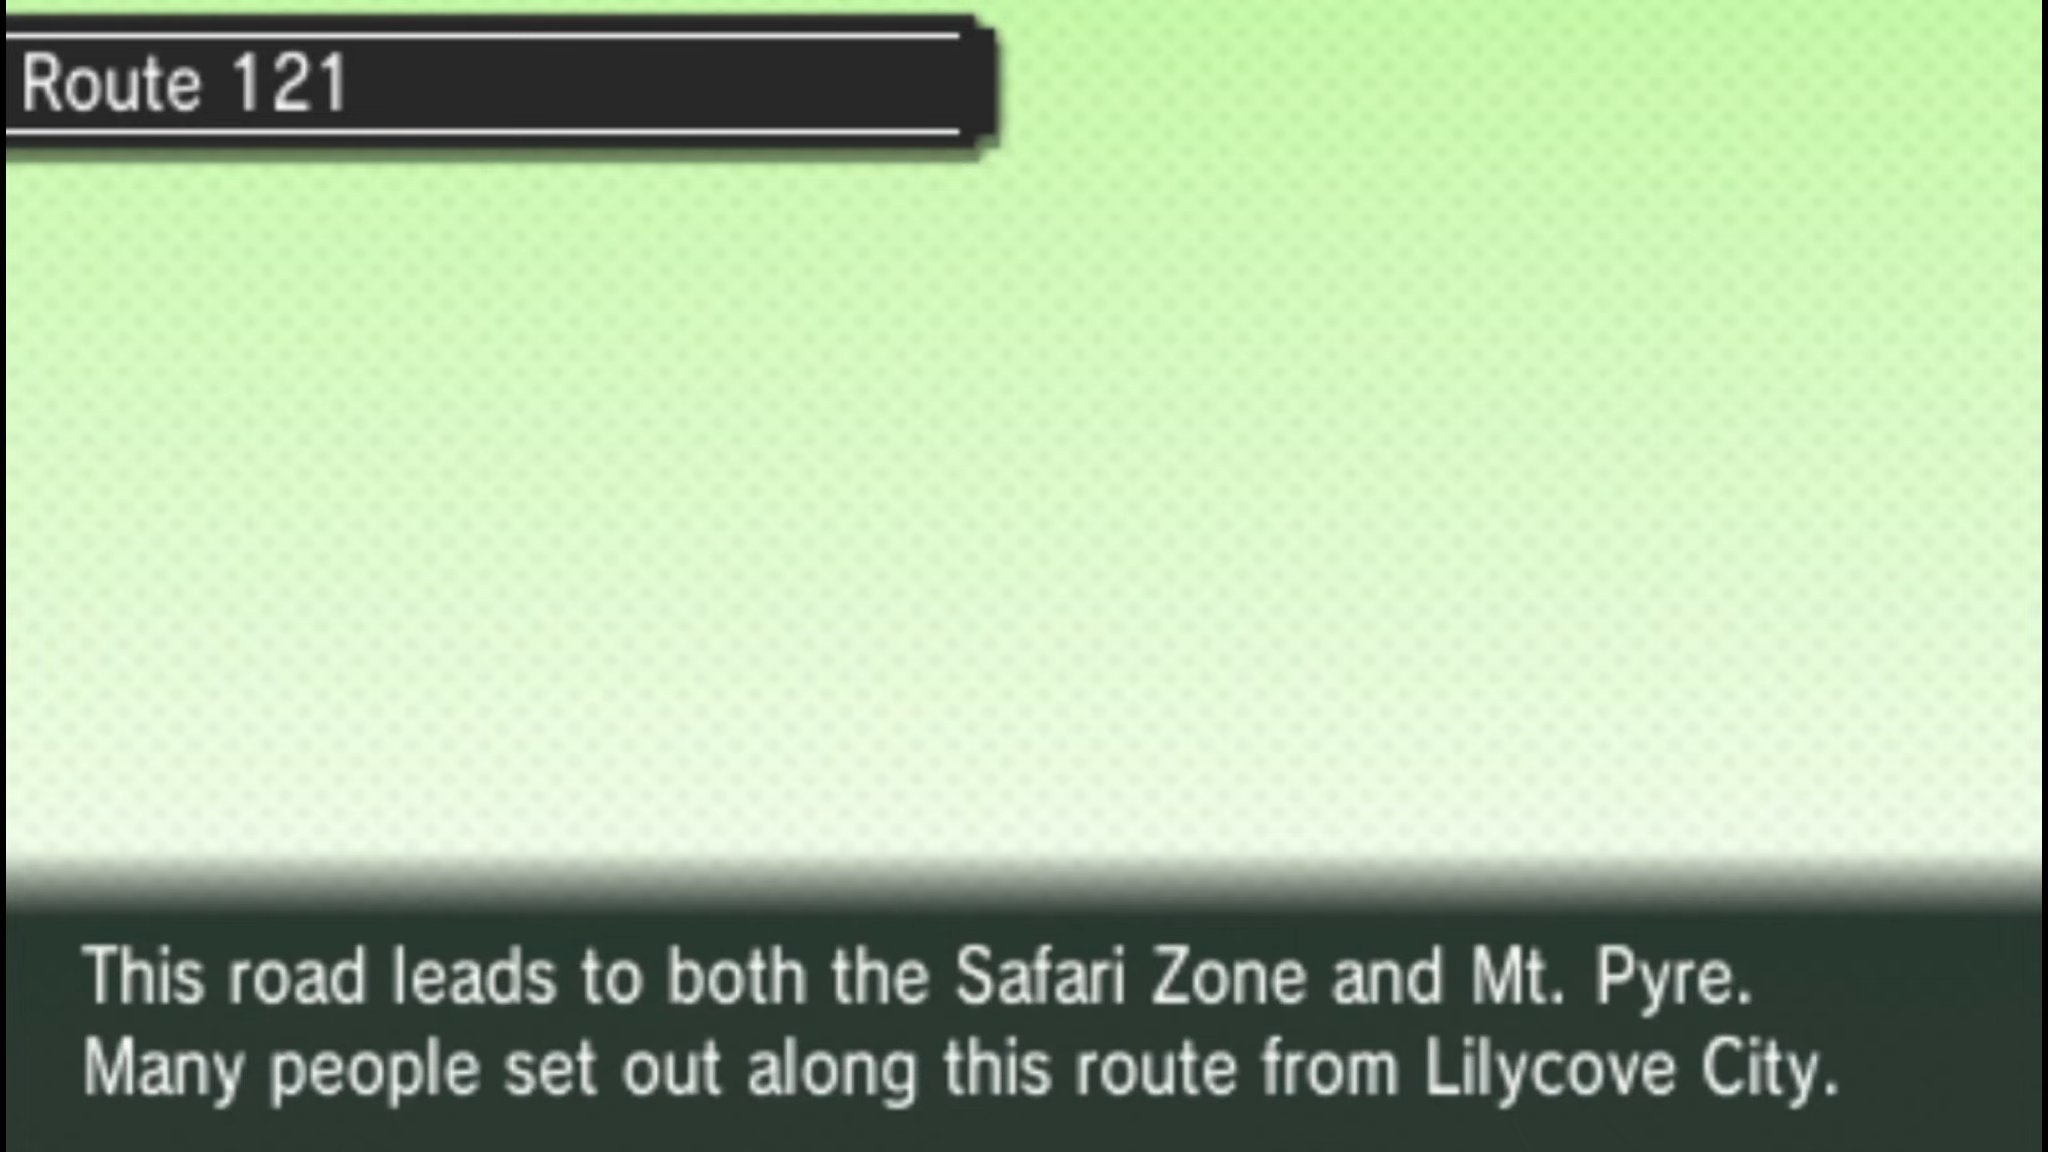 Route 121
This road leads to both the Safari Zone and Mt. Pyre.
Many people set out along this route from Lilycove City.